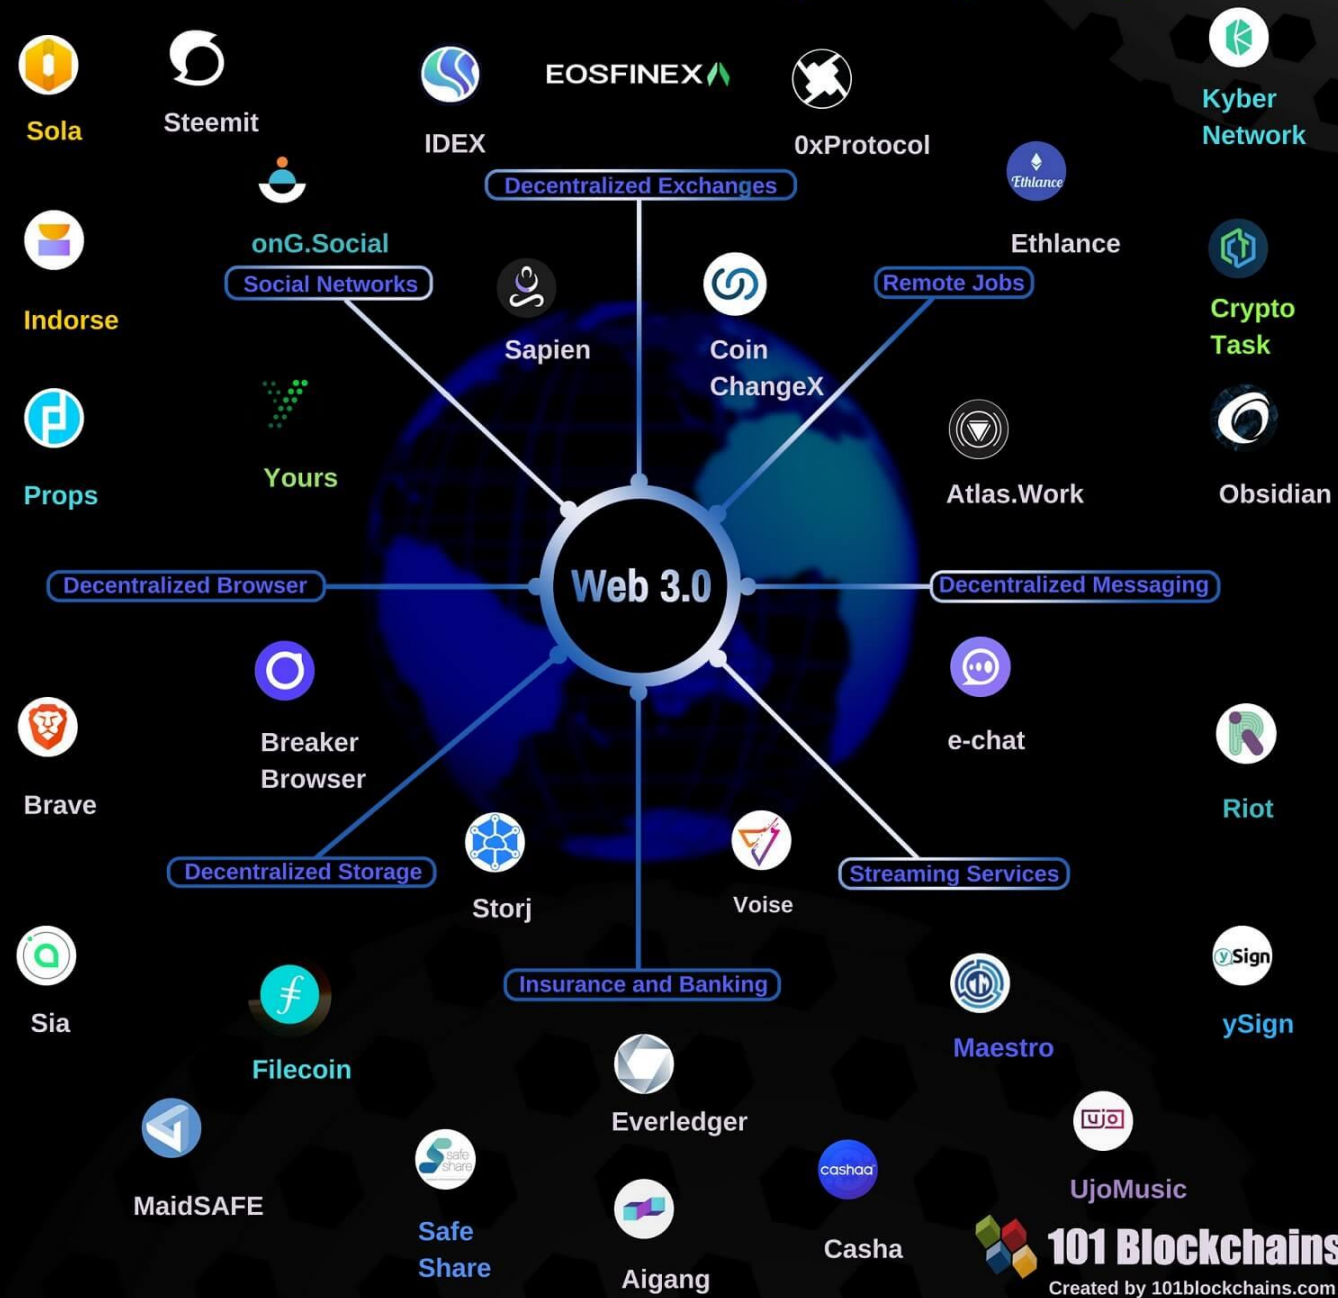 Sola
Steemit
IDEX
EOSFINEX
0xProtocol
Kyber
Network
Decentralized Exchanges
Ethlance
Ethlance
onG.Social
Social Networks
Indorse
Sapien
Coin
ChangeX
Remote Jobs
Crypto
Task
Props
Yours
Atlas.Work
Obsidian
Decentralized Browser
Web 3.0
Decentralized Messaging
Breaker
Browser
Brave
e-chat
Riot
Decentralized Storage
Storj
Voise
Streaming Services
Sia
Filecoin
Insurance and Banking
Maestro
ySign
ySign
MaidSAFE
Everledger
safe
share
Safe
Share
Aigang
cashaa
Casha
ujo
UjoMusic
101 Blockchains
Created by 101blockchains.com